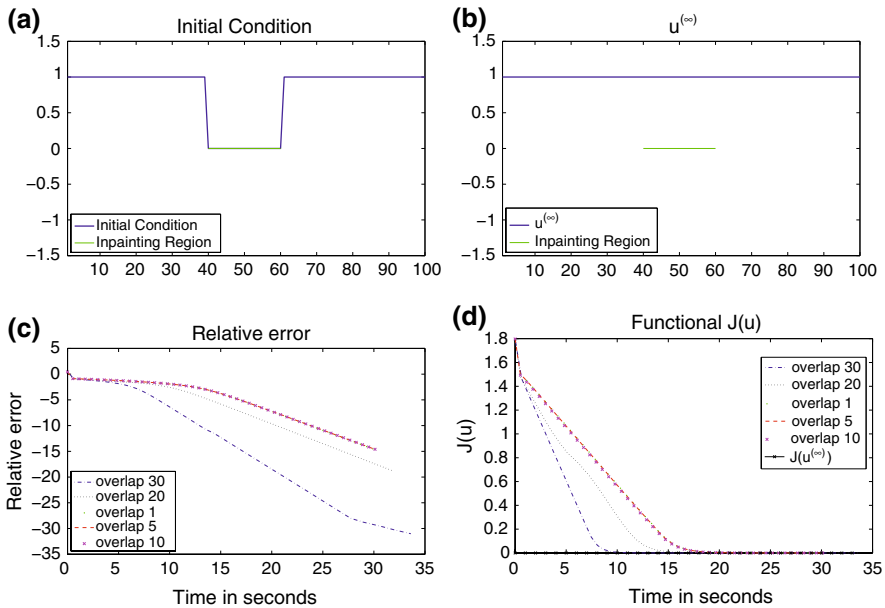 (a)
Initial Condition
1.5
1
0.5
0
−0.5
−1
−1.5
Initial Condition
Inpainting Region
10 20 30 40 50 60 70 80 90 100
(b)
u^(∞)
1.5
1
0.5
0
−0.5
−1
−1.5
u^(∞)
Inpainting Region
10 20 30 40 50 60 70 80 90 100
(c)
Relative error
Relative error
5
0
−5
−10
−15
−20
−25
−30
−35
overlap 30
overlap 20
overlap 1
overlap 5
overlap 10
0 5 10 15 20 25 30 35
Time in seconds
(d)
Functional J(u)
J(u)
1.8
1.6
1.4
1.2
1
0.8
0.6
0.4
0.2
0
overlap 30
overlap 20
overlap 1
overlap 5
overlap 10
J(u^(∞))
0 5 10 15 20 25 30 35
Time in seconds